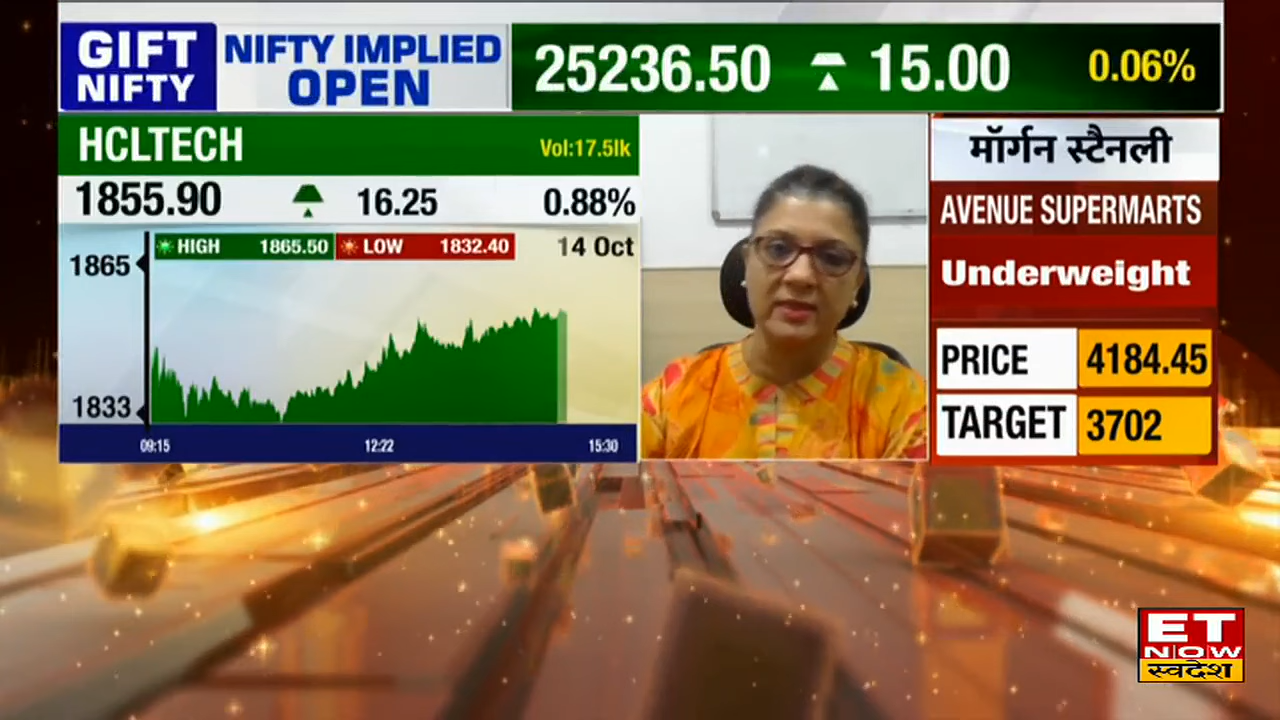 GIFT
NIFTY
NIFTY IMPLIED
OPEN
25236.50 15.00 0.06%
HCLTECH Vol:17.5lk
1855.90 16.25 0.88%
HIGH 1865.50 LOW 1832.40 14 Oct
1865
1833
09:15 12:22 15:30
मॉर्गन स्टैनली
AVENUE SUPERMARTS
Underweight
PRICE 4184.45
TARGET 3702
ET
NOW
स्वदेश